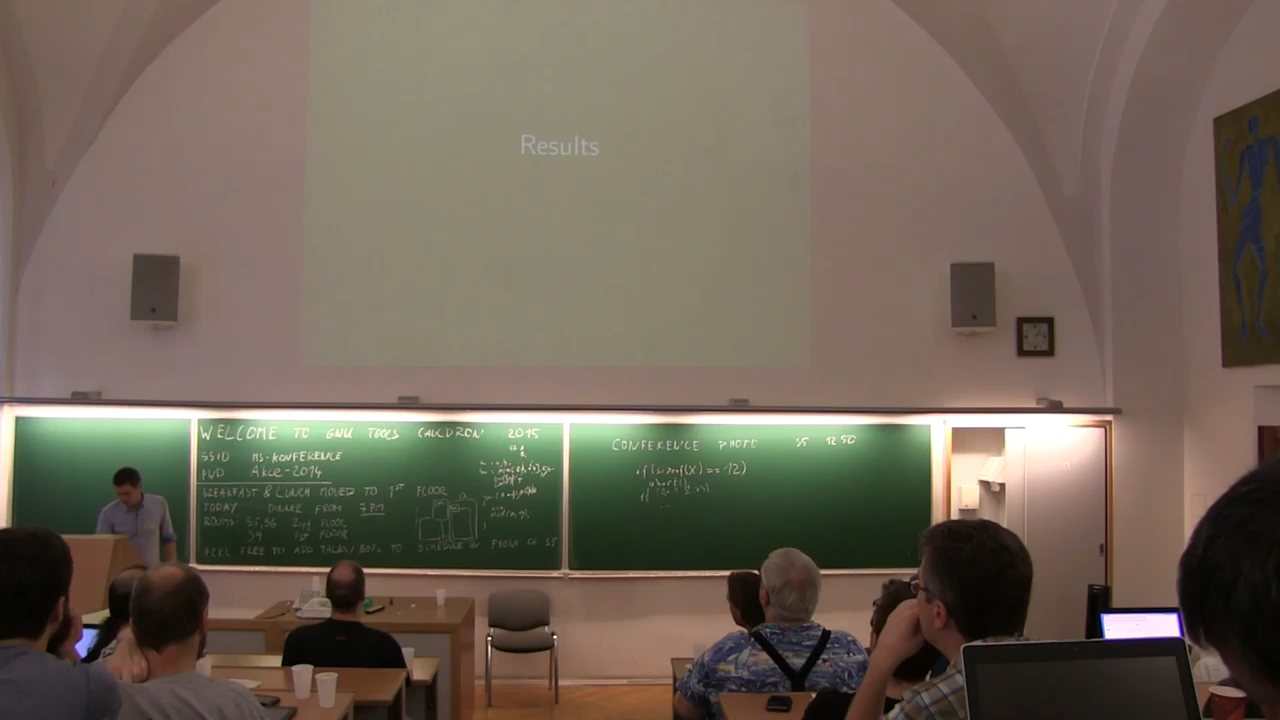 Results
WELCOME TO GNU TOOLS CAULDRON 2015
SSID MS-KONFERENCE
PWD Akce-2014
BREAKFAST & LUNCH MOVED TO 1ST FLOOR
TODAY DINNER FROM 7PM
ROOMS: S5, S6 2nd FLOOR
S4 1st FLOOR
FEEL FREE TO ADD TALKS/BOFs TO SCHEDULE IN FRONT OF S5
CONFERENCE PHOTO S5 12 50
if (sizeof(X) == 12)
abort();